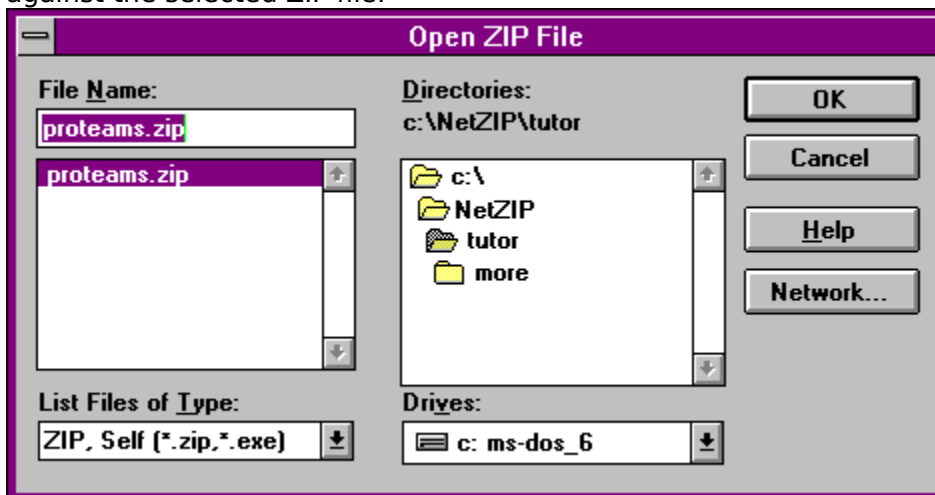 against the selected ZIP file.
Open ZIP File
File Name:
proteams.zip
proteams.zip
List Files of Type:
ZIP, Self (*.zip,*.exe)
Directories:
c:\NetZIP\tutor
c:\
NetZIP
tutor
more
Drives:
c: ms-dos_6
OK
Cancel
Help
Network...